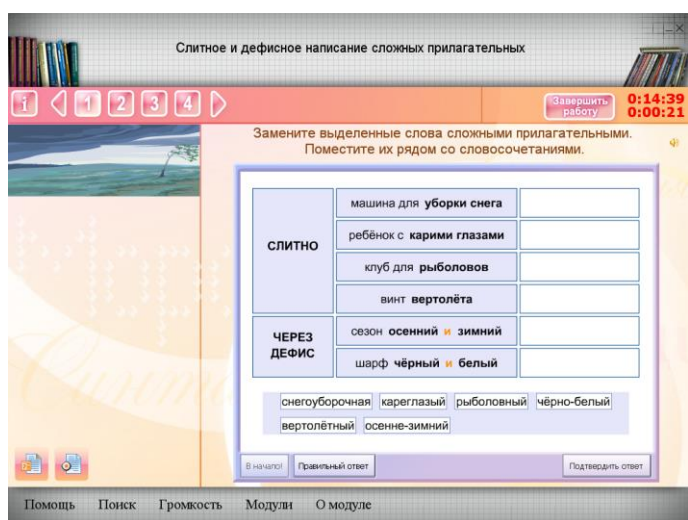 Слитное и дефисное написание сложных прилагательных
i 1 2 3 4
Завершить работу
0:14:39
0:00:21
Замените выделенные слова сложными прилагательными.
Поместите их рядом со словосочетаниями.
СЛИТНО
машина для уборки снега
ребёнок с карими глазами
клуб для рыболовов
винт вертолёта
ЧЕРЕЗ ДЕФИС
сезон осенний и зимний
шарф чёрный и белый
снегоуборочная кареглазый рыболовный чёрно-белый
вертолётный осенне-зимний
В начало! Правильный ответ Подтвердить ответ
Помощь Поиск Громкость Модули О модуле